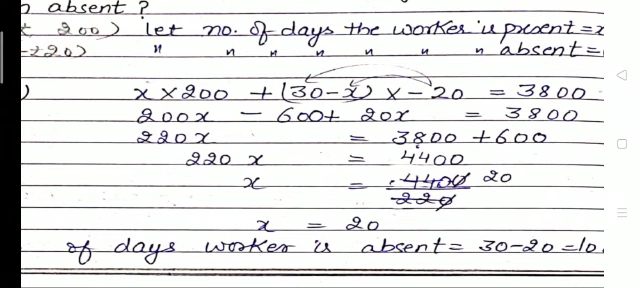 n absent ?
200) let no. of days the worker is present = x
220) " " " " " " " absent =
) x × 200 + (30 - x) × - 20 = 3800
200x - 600 + 20x = 3800
220x = 3800 + 600
220 x = 4400
x = 4400 20
220
x = 20
of days worker is absent = 30-20 = 10